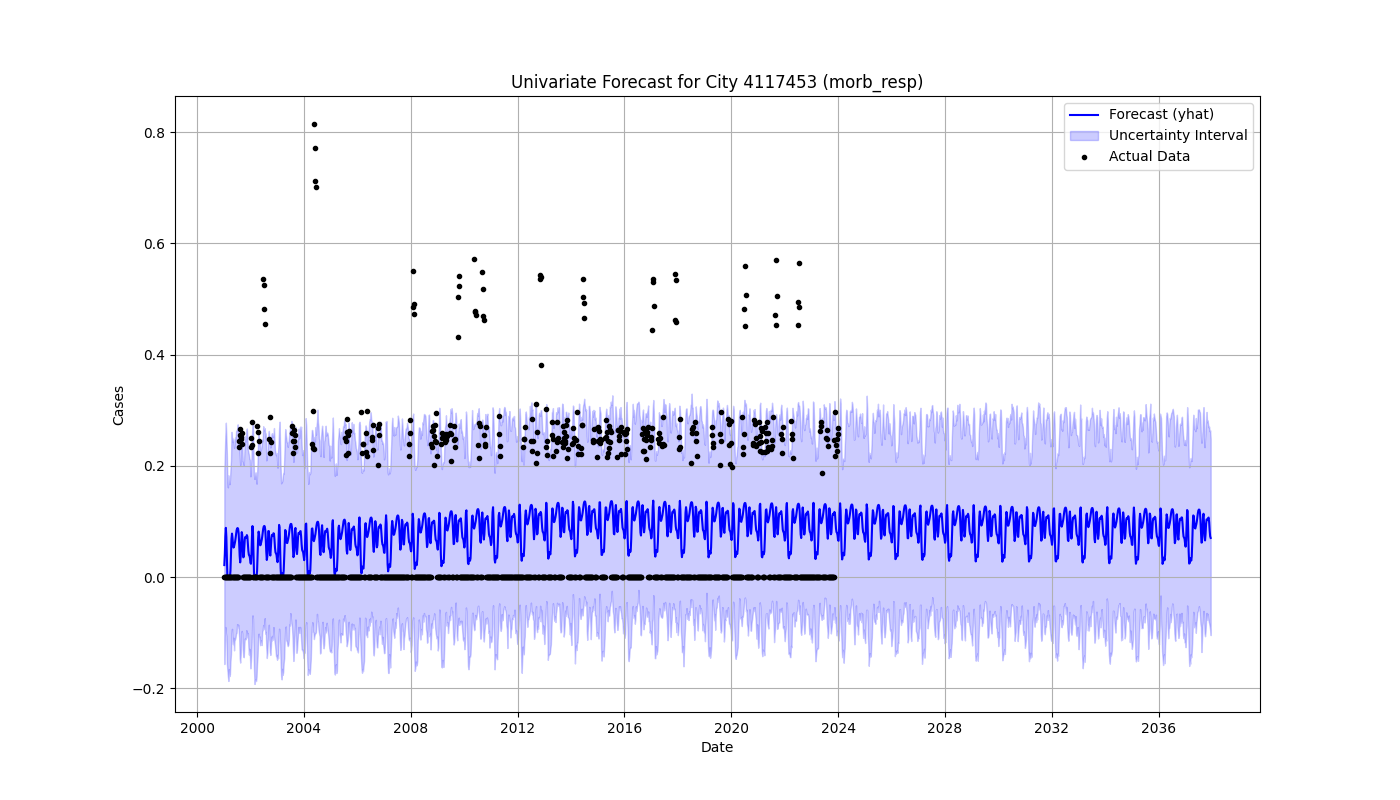 Univariate Forecast for City 4117453 (morb_resp)
Forecast (yhat)
Uncertainty Interval
Actual Data
Cases
0.8
0.6
0.4
0.2
0.0
−0.2
2000 2004 2008 2012 2016 2020 2024 2028 2032 2036
Date